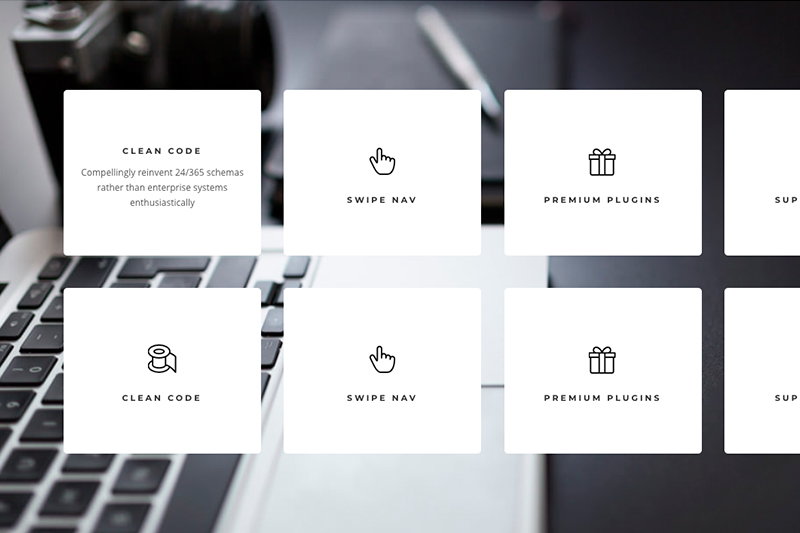 CLEAN CODE
Compellingly reinvent 24/365 schemas
rather than enterprise systems
enthusiastically
SWIPE NAV
PREMIUM PLUGINS
SUP
CLEAN CODE
SWIPE NAV
PREMIUM PLUGINS
SUP